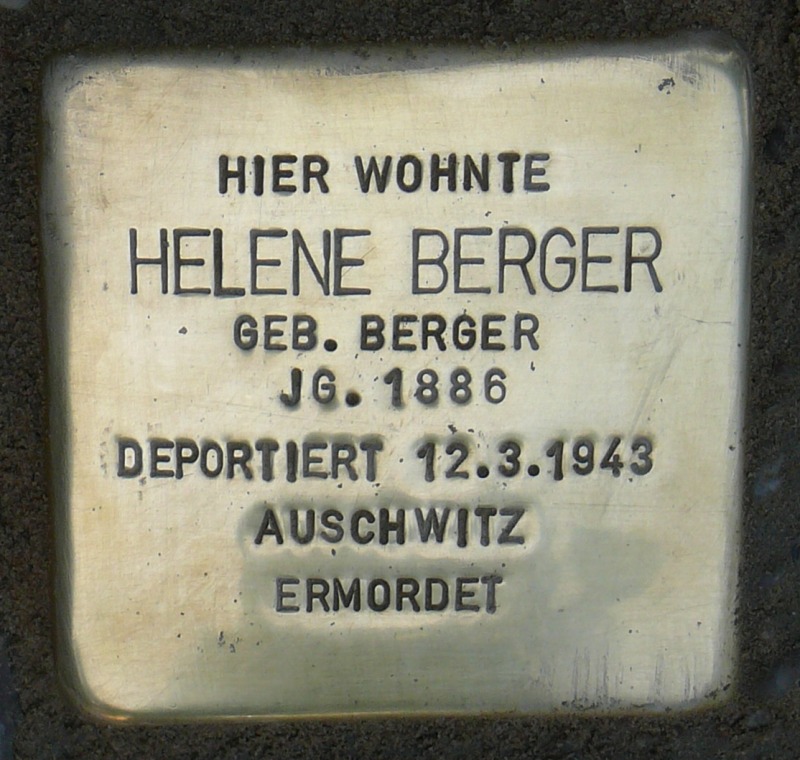 HIER WOHNTE
HELENE BERGER
GEB. BERGER
JG. 1886
DEPORTIERT 12.3.1943
AUSCHWITZ
ERMORDET